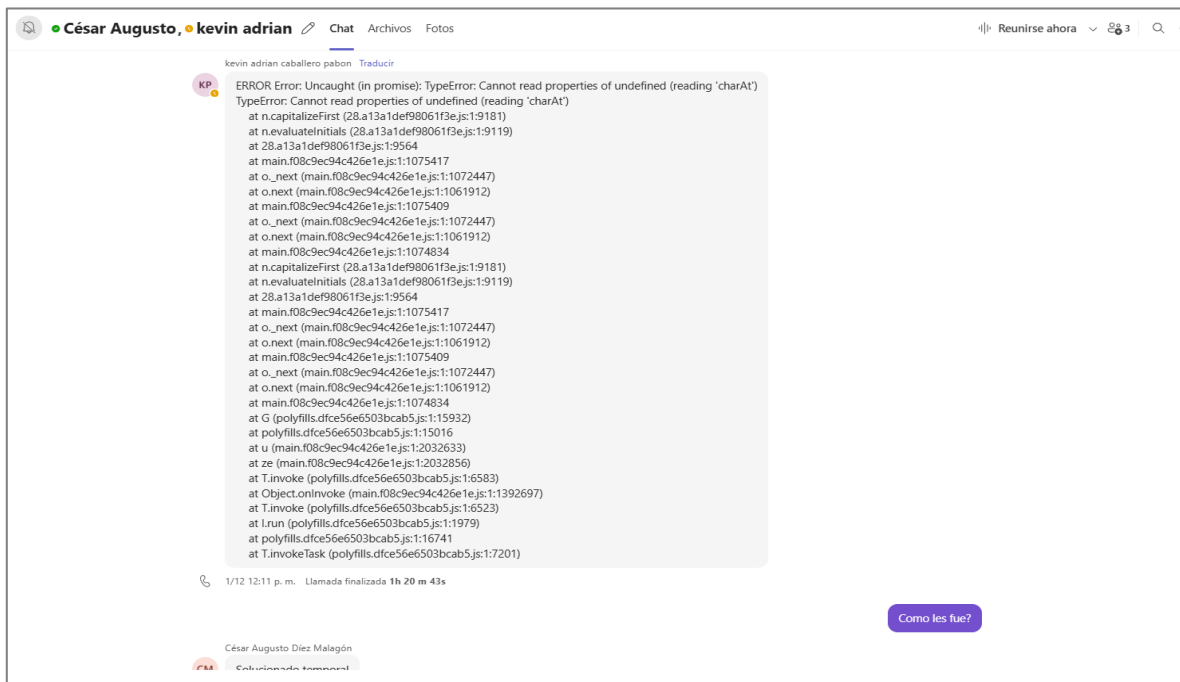 César Augusto, kevin adrian Chat Archivos Fotos Reunirse ahora 3
kevin adrian caballero pabon Traducir
KP
ERROR Error: Uncaught (in promise): TypeError: Cannot read properties of undefined (reading 'charAt')
TypeError: Cannot read properties of undefined (reading 'charAt')
at n.capitalizeFirst (28.a13a1def98061f3e.js:1:9181)
at n.evaluateInitials (28.a13a1def98061f3e.js:1:9119)
at 28.a13a1def98061f3e.js:1:9564
at main.f08c9ec94c426e1e.js:1:1075417
at o._next (main.f08c9ec94c426e1e.js:1:1072447)
at o.next (main.f08c9ec94c426e1e.js:1:1061912)
at main.f08c9ec94c426e1e.js:1:1075409
at o._next (main.f08c9ec94c426e1e.js:1:1072447)
at o.next (main.f08c9ec94c426e1e.js:1:1061912)
at main.f08c9ec94c426e1e.js:1:1074834
at n.capitalizeFirst (28.a13a1def98061f3e.js:1:9181)
at n.evaluateInitials (28.a13a1def98061f3e.js:1:9119)
at 28.a13a1def98061f3e.js:1:9564
at main.f08c9ec94c426e1e.js:1:1075417
at o._next (main.f08c9ec94c426e1e.js:1:1072447)
at o.next (main.f08c9ec94c426e1e.js:1:1061912)
at main.f08c9ec94c426e1e.js:1:1075409
at o._next (main.f08c9ec94c426e1e.js:1:1072447)
at o.next (main.f08c9ec94c426e1e.js:1:1061912)
at main.f08c9ec94c426e1e.js:1:1074834
at G (polyfills.dfce56e6503bcab5.js:1:15932)
at polyfills.dfce56e6503bcab5.js:1:15016
at u (main.f08c9ec94c426e1e.js:1:2032633)
at ze (main.f08c9ec94c426e1e.js:1:2032856)
at T.invoke (polyfills.dfce56e6503bcab5.js:1:6583)
at Object.onInvoke (main.f08c9ec94c426e1e.js:1:1392697)
at T.invoke (polyfills.dfce56e6503bcab5.js:1:6523)
at I.run (polyfills.dfce56e6503bcab5.js:1:1979)
at polyfills.dfce56e6503bcab5.js:1:16741
at T.invokeTask (polyfills.dfce56e6503bcab5.js:1:7201)
1/12 12:11 p. m. Llamada finalizada 1h 20 m 43s
Como les fue?
César Augusto Díez Malagón
CM Solucionado temporal